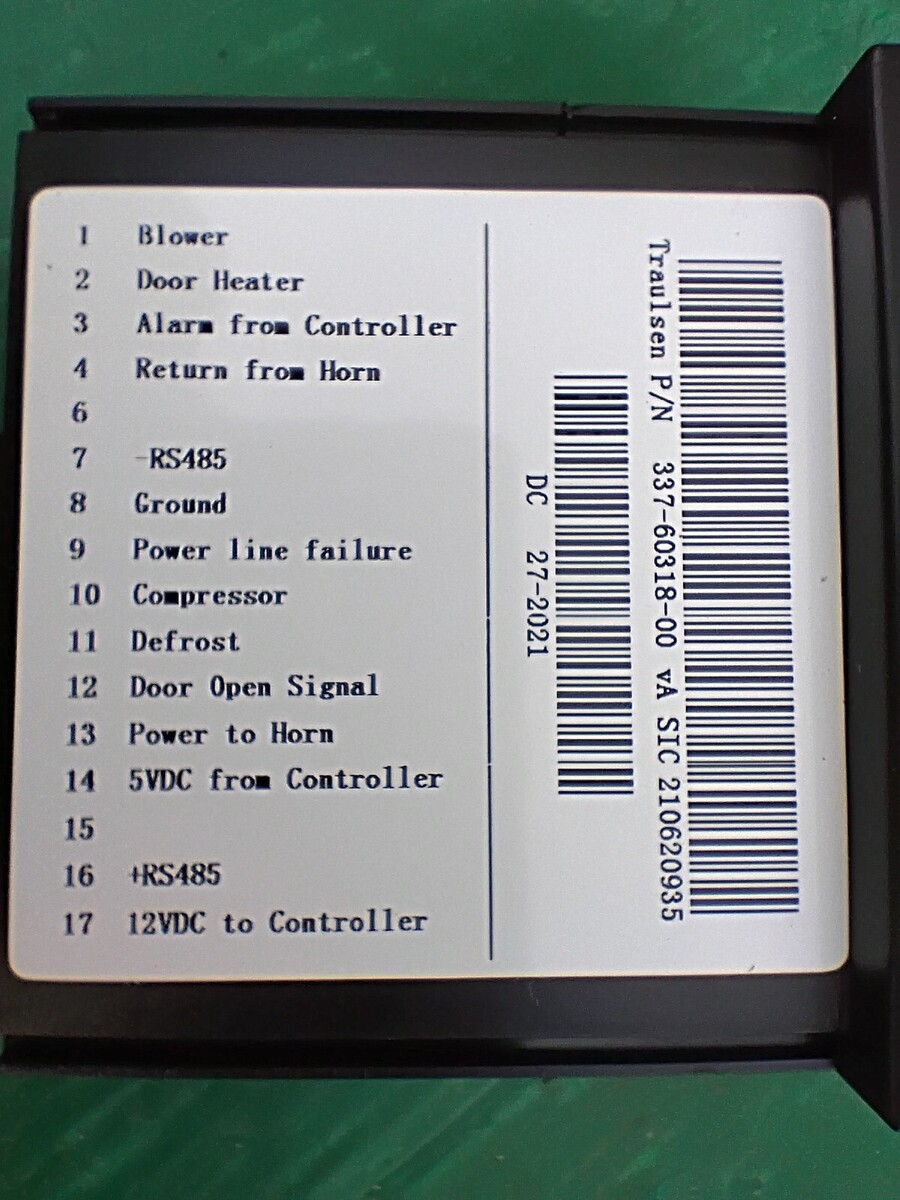 1 Blower
2 Door Heater
3 Alarm from Controller
4 Return from Horn
6
7 -RS485
8 Ground
9 Power line failure
10 Compressor
11 Defrost
12 Door Open Signal
13 Power to Horn
14 5VDC from Controller
15
16 +RS485
17 12VDC to Controller
Traulsen P/N 337-60318-00 vA SIC 210620935
DC 27-2021